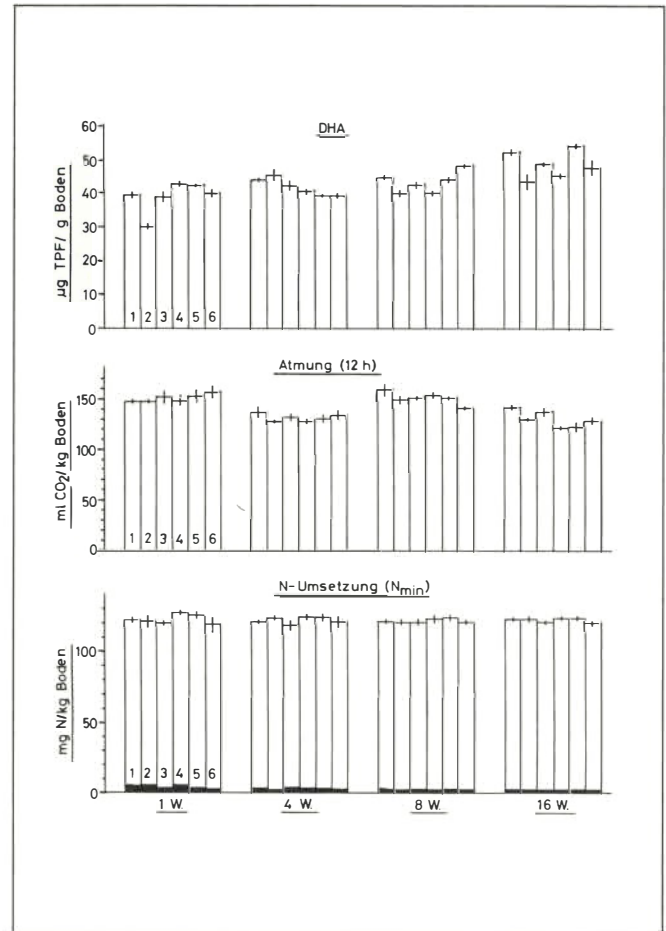 DHA
µg TPF/ g Boden
60
50
40
30
20
10
0
1 2 3 4 5 6
Atmung (12 h)
ml CO2/kg Boden
150
100
50
0
1 2 3 4 5 6
N-Umsetzung (Nmin)
mg N/kg Boden
100
50
0
1 2 3 4 5 6
1 W. 4 W. 8 W. 16 W.